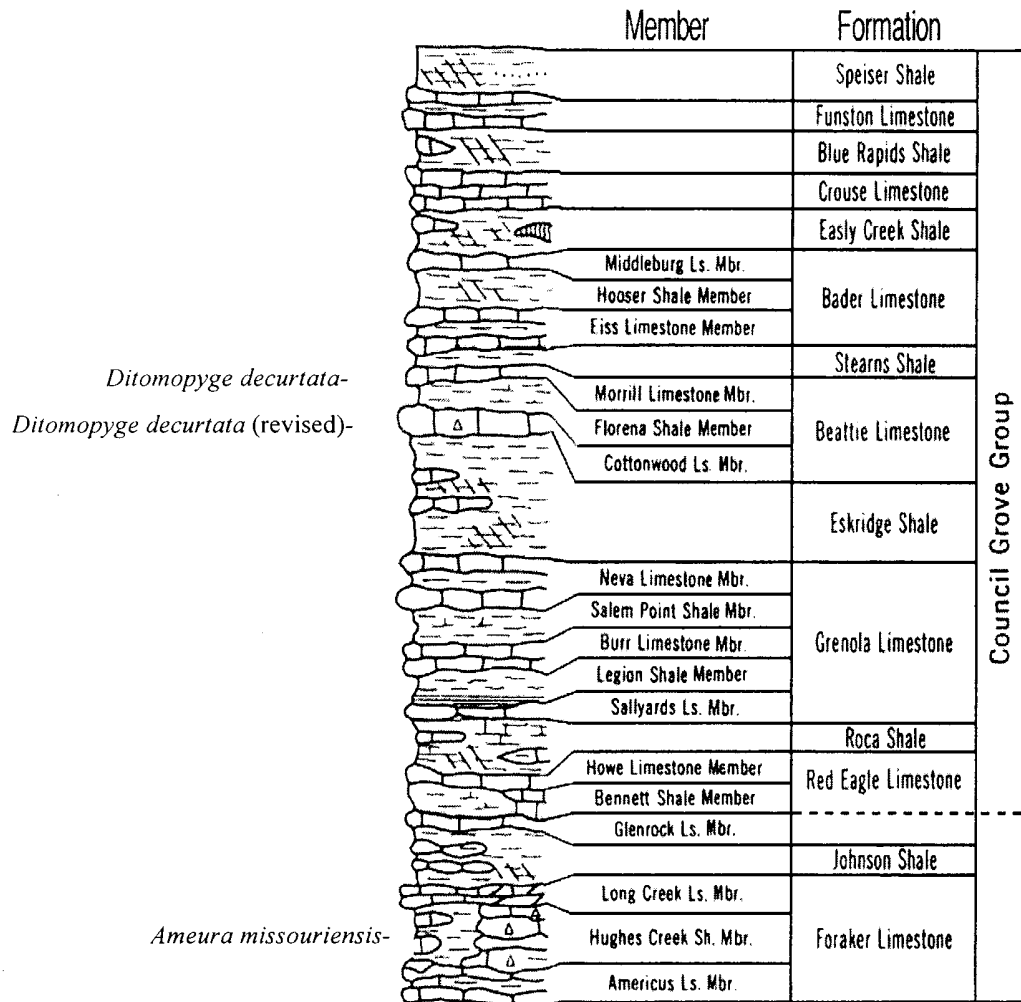 Member Formation
Speiser Shale
Funston Limestone
Blue Rapids Shale
Crouse Limestone
Easly Creek Shale
Middleburg Ls. Mbr.
Hooser Shale Member
Bader Limestone
Eiss Limestone Member
Stearns Shale
Ditomopyge decurtata-
Morrill Limestone Mbr.
Ditomopyge decurtata (revised)-
Florena Shale Member
Beattie Limestone
Cottonwood Ls. Mbr.
Eskridge Shale
Neva Limestone Mbr.
Salem Point Shale Mbr.
Burr Limestone Mbr.
Grenola Limestone
Legion Shale Member
Sallyards Ls. Mbr.
Roca Shale
Howe Limestone Member
Red Eagle Limestone
Bennett Shale Member
Glenrock Ls. Mbr.
Johnson Shale
Long Creek Ls. Mbr.
Ameura missouriensis-
Hughes Creek Sh. Mbr.
Foraker Limestone
Americus Ls. Mbr.
Council Grove Group